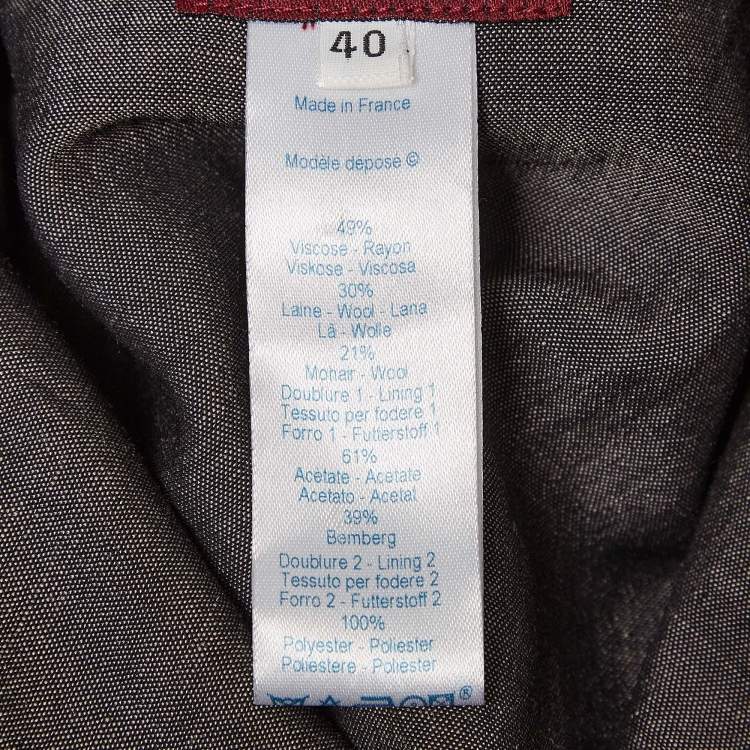 40
Made in France
Modèle déposé ©
49%
Viscose - Rayon
Viskose - Viscosa
30%
Laine - Wool - Lana
Lã - Wolle
21%
Mohair - Wool
Doublure 1 - Lining 1
Tessuto per fodere 1
Forro 1 - Futterstoff 1
61%
Acetate - Acetate
Acetato - Acetat
39%
Bemberg
Doublure 2 - Lining 2
Tessuto per fodere 2
Forro 2 - Futterstoff 2
100%
Polyester - Poliester
Poliestere - Poliester
®